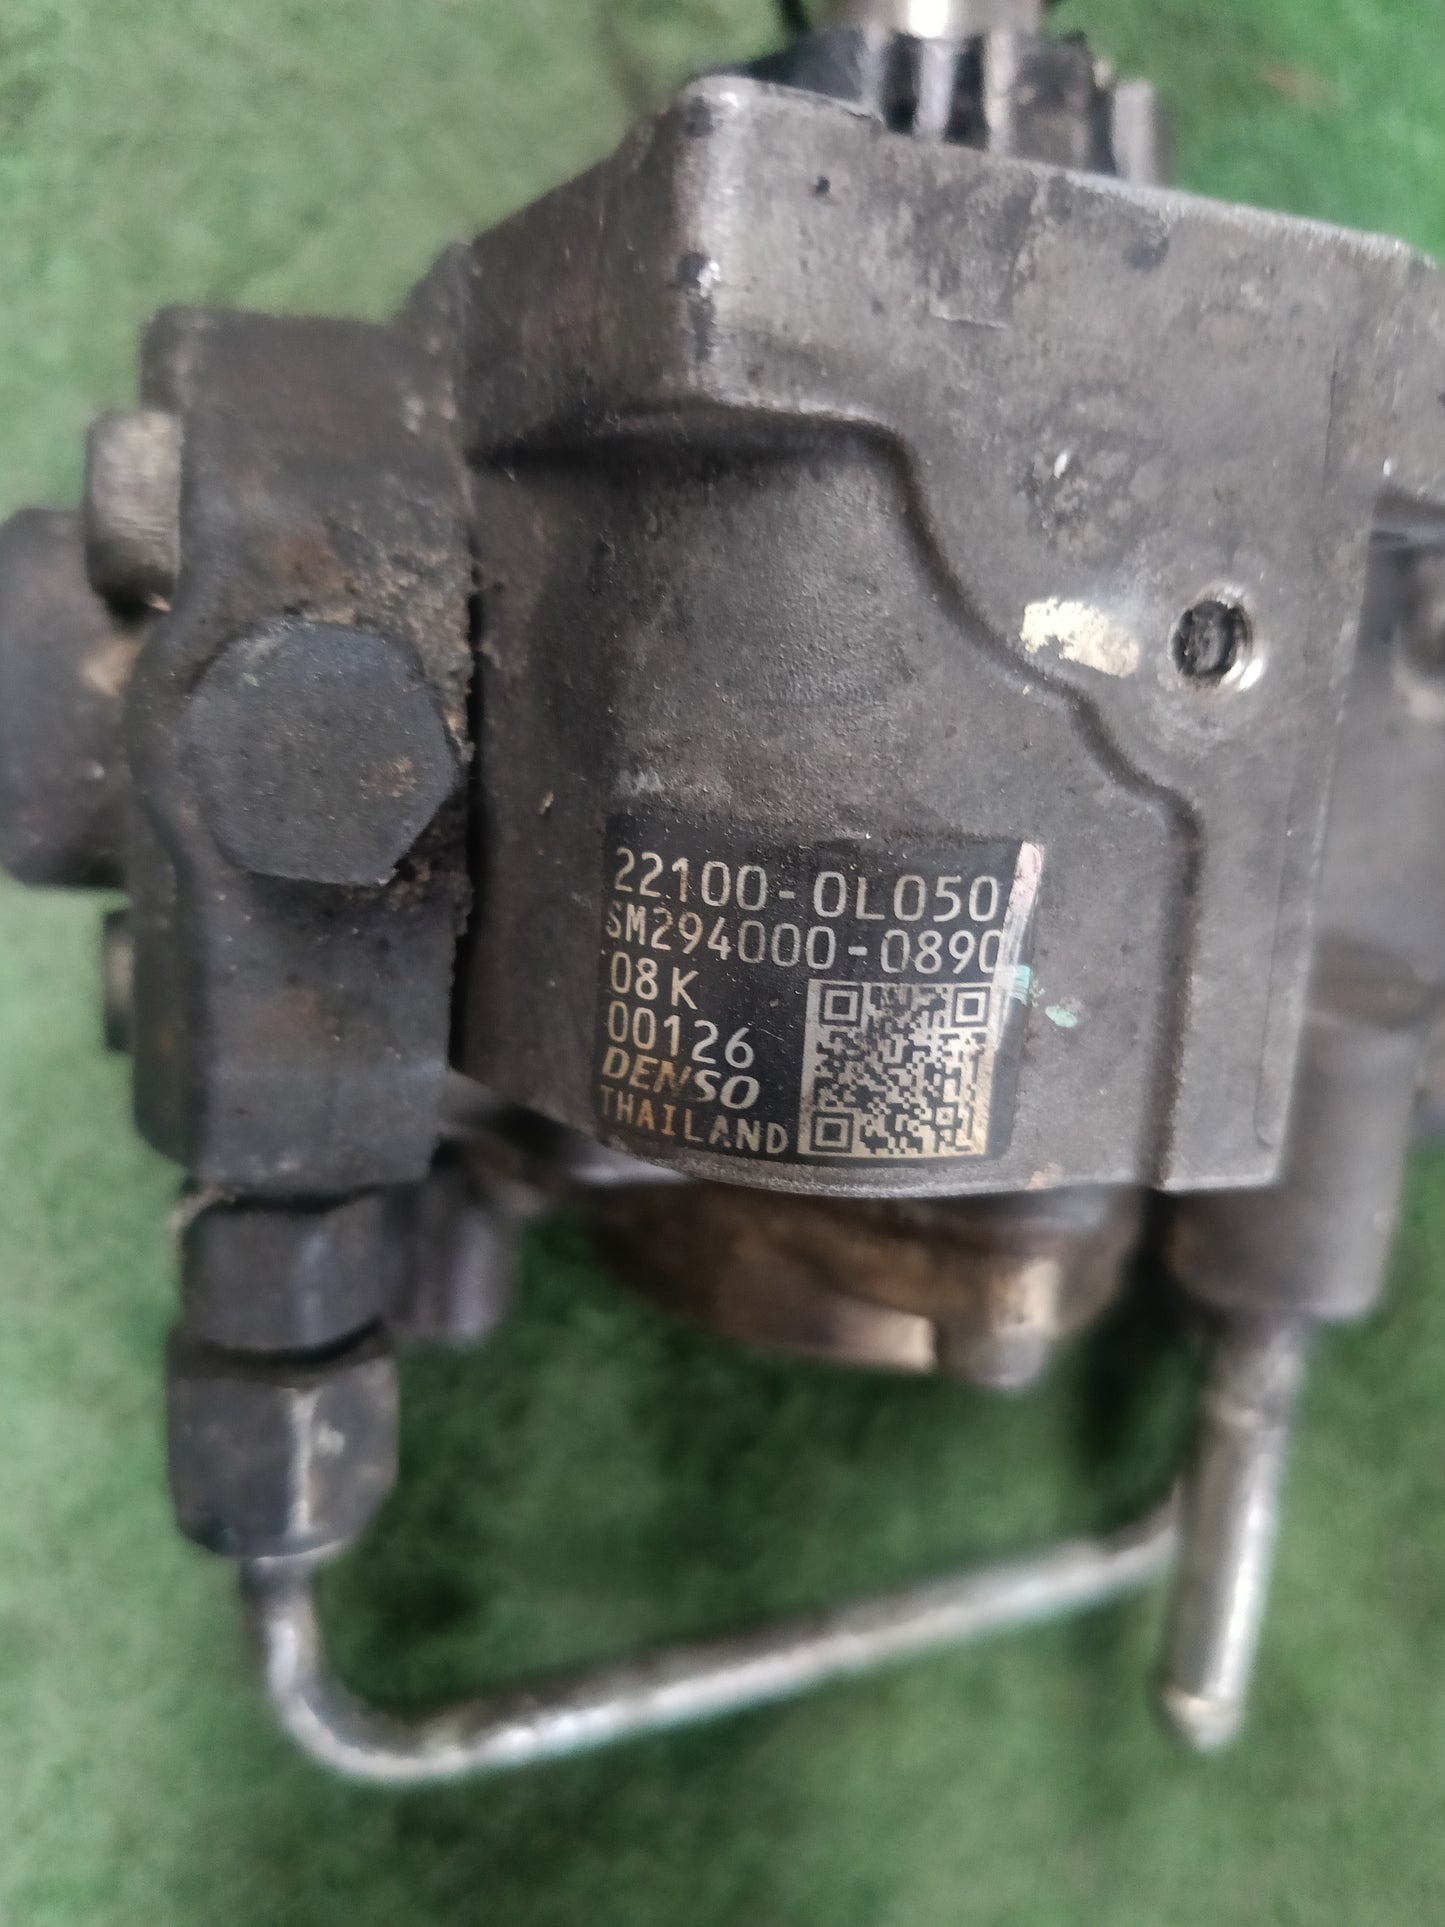 22100-0L050
SM294000-0890
08K
00126
DENSO
THAILAND